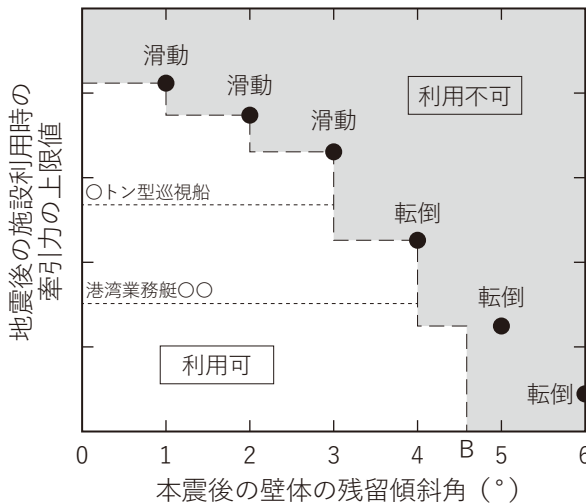 地震後の施設利用時の
牽引力の上限値
滑動
滑動
滑動
利用不可
〇トン型巡視船
転倒
港湾業務艇〇〇
転倒
利用可
転倒
0 1 2 3 4 B 5 6
本震後の壁体の残留傾斜角（°）